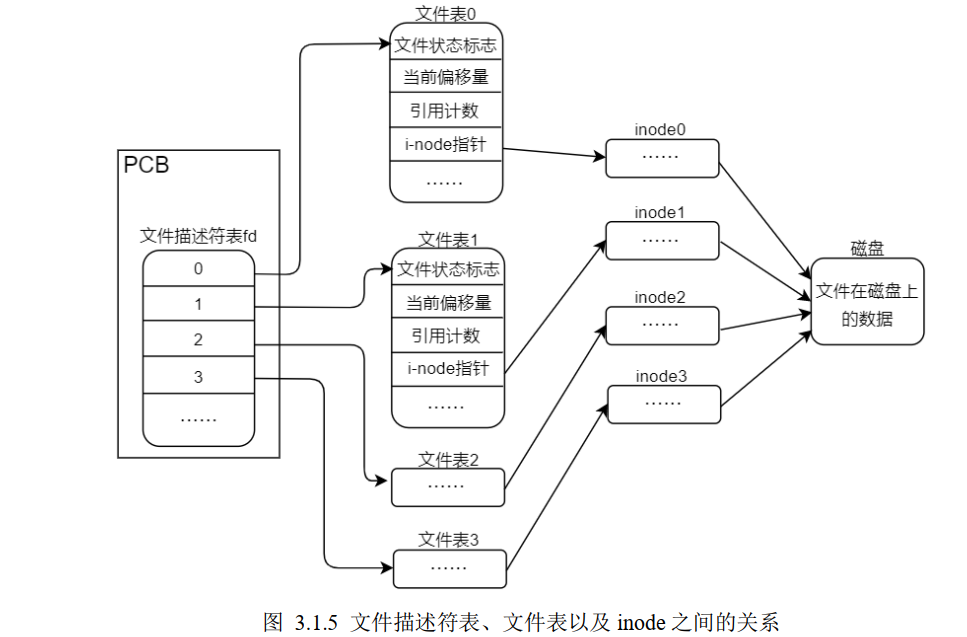 文件表0
文件状态标志
当前偏移量
引用计数
i-node指针
……
PCB
文件描述符表fd
0
1
2
3
……
文件表1
文件状态标志
当前偏移量
引用计数
i-node指针
……
文件表2
……
文件表3
……
inode0
……
inode1
……
inode2
……
inode3
……
磁盘
文件在磁盘上
的数据
图 3.1.5 文件描述符表、文件表以及 inode 之间的关系